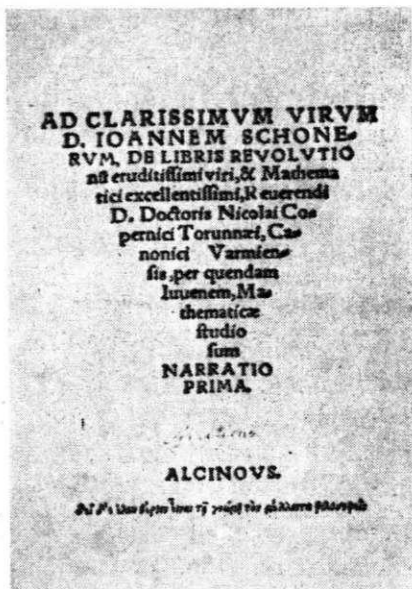 AD CLARISSIMVM VIRVM
D. IOANNEM SCHONE-
RVM, DE LIBRIS REVOLVTIO
nũ eruditissimi viri, & Mathema
tici excellentissimi, Reuerendi
D. Doctoris Nicolai Co-
pernici Torunnæi, Ca-
nonici Varmien-
sis, per quendam
Iuuenem, Ma-
thematicæ
studio
sum
NARRATIO
PRIMA.
ALCINOVS.